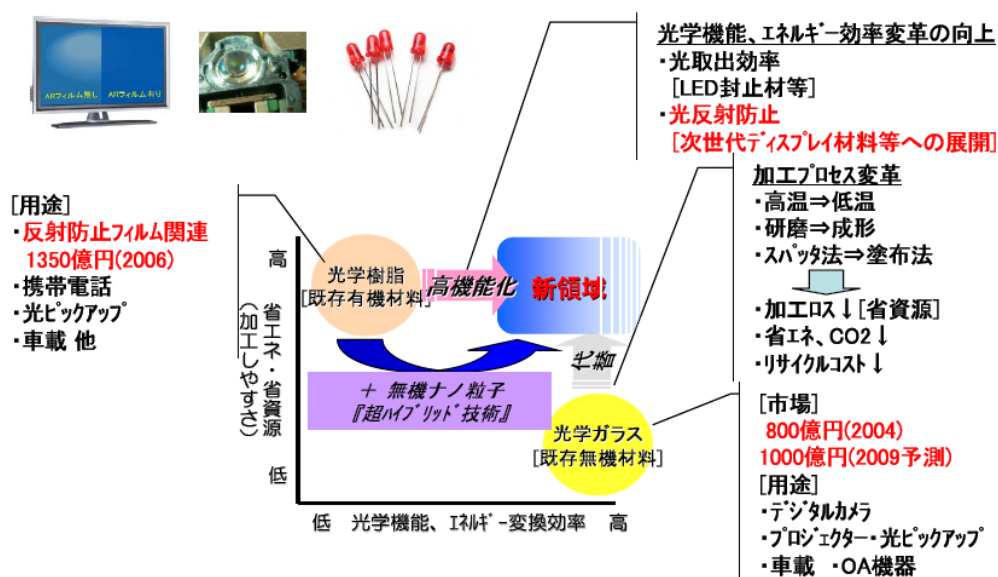 ARフィルム無し ARフィルム有り
光学機能、エネルギー効率変革の向上
・光取出効率
[LED封止材等]
・光反射防止
[次世代ディスプレイ材料等への展開]
加工プロセス変革
・高温⇒低温
・研磨⇒成形
・スパッタ法⇒塗布法
・加工ロス↓[省資源]
・省エネ、CO2↓
・リサイクルコスト↓
[用途]
・反射防止フィルム関連
1350億円(2006)
・携帯電話
・光ピックアップ
・車載 他
高
省エネ・省資源
(加工しやすさ)
低
光学樹脂
[既存有機材料]
高機能化
新領域
代替
+ 無機ナノ粒子
『超ハイブリッド技術』
光学ガラス
[既存無機材料]
低 光学機能、エネルギー変換効率 高
[市場]
800億円(2004)
1000億円(2009予測)
[用途]
・デジタルカメラ
・プロジェクター・光ピックアップ
・車載 ・OA機器